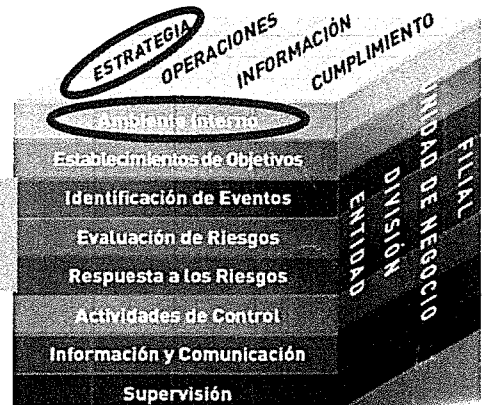 ESTRATEGIA
OPERACIONES
INFORMACIÓN
CUMPLIMIENTO
Ambiente Interno
Establecimientos de Objetivos
Identificación de Eventos
Evaluación de Riesgos
Respuesta a los Riesgos
Actividades de Control
Información y Comunicación
Supervisión
ENTIDAD
DIVISIÓN
UNIDAD DE NEGOCIO
FILIAL